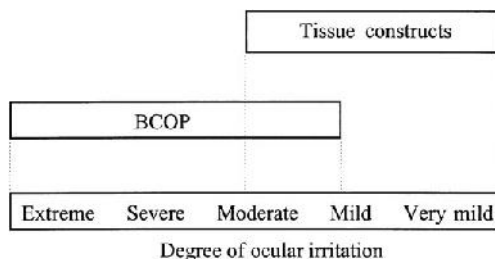 Tissue constructs
BCOP
Extreme Severe Moderate Mild Very mild
Degree of ocular irritation